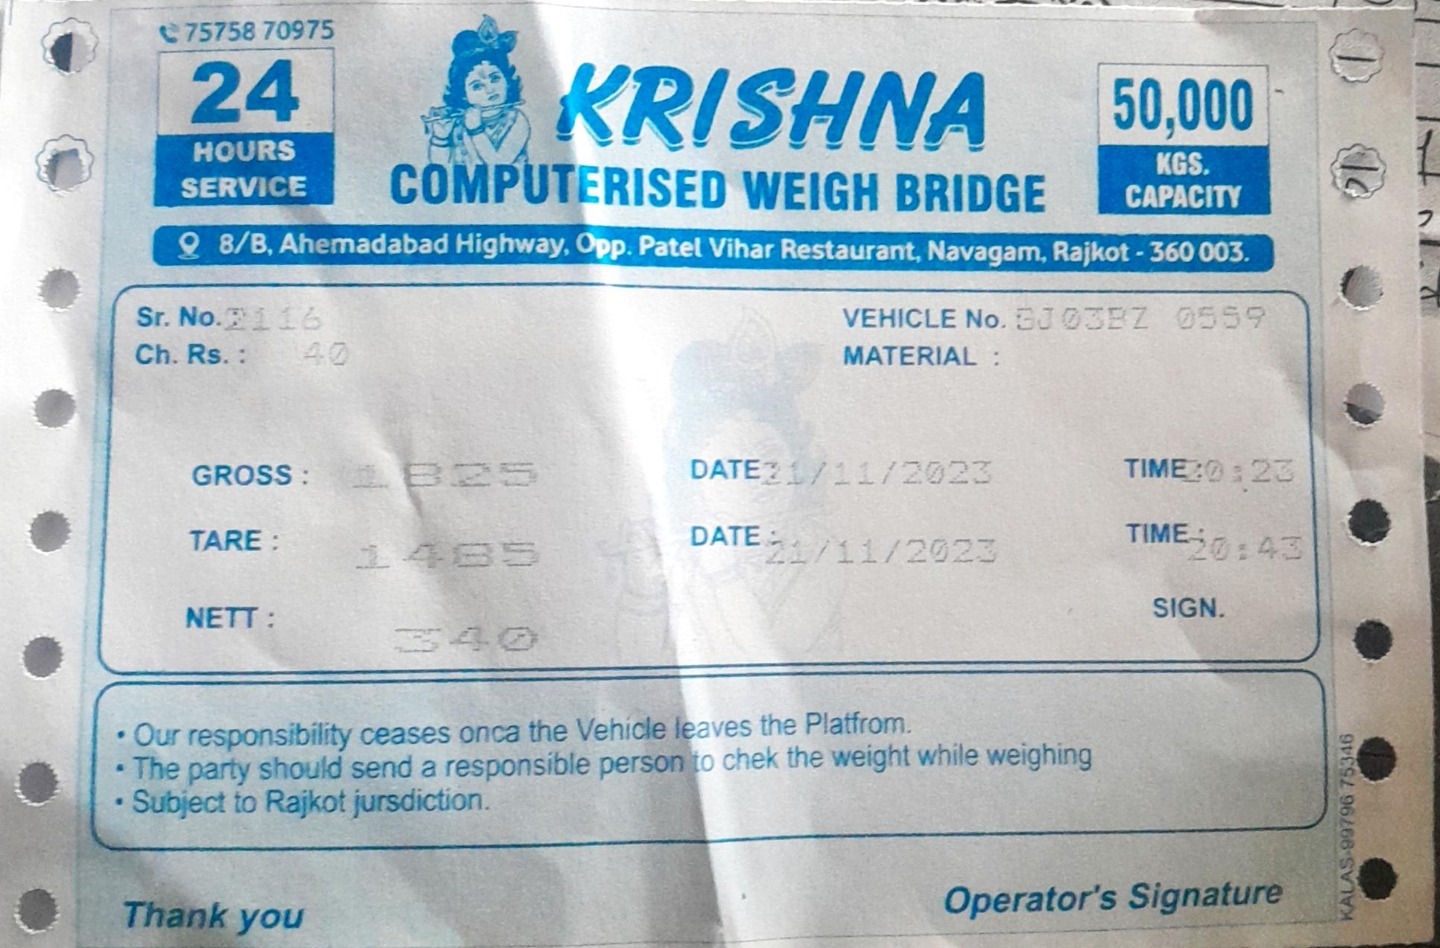 75758 70975
24
HOURS
SERVICE
KRISHNA
COMPUTERISED WEIGH BRIDGE
50,000
KGS.
CAPACITY
8/B, Ahemadabad Highway, Opp. Patel Vihar Restaurant, Navagam, Rajkot - 360 003.
Sr. No. 2116 VEHICLE No. GJ03BZ 0559
Ch. Rs. : 40 MATERIAL :
GROSS : 1825 DATE 21/11/2023 TIME 20:23
TARE : 1485 DATE : 21/11/2023 TIME : 20:43
NETT : 340 SIGN.
• Our responsibility ceases onca the Vehicle leaves the Platfrom.
• The party should send a responsible person to chek the weight while weighing
• Subject to Rajkot jursdiction.
Thank you Operator's Signature
KALAS-99796 75346